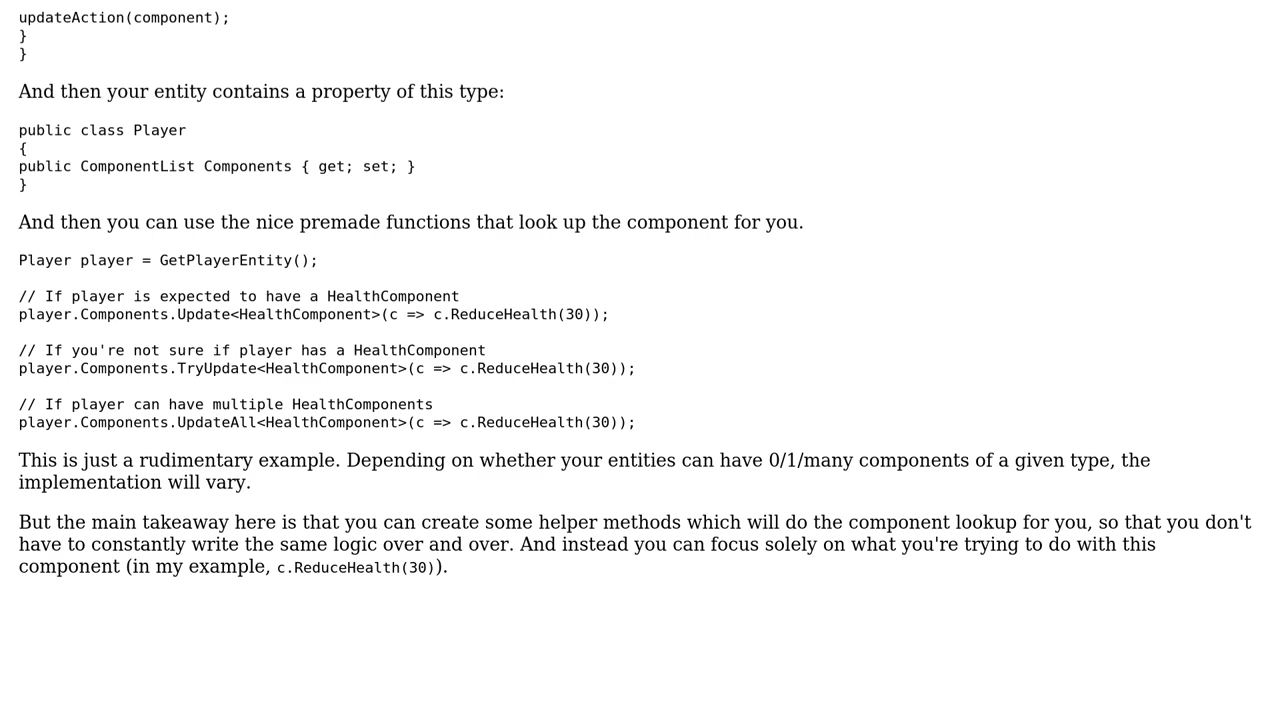 updateAction(component);
}
}
And then your entity contains a property of this type:
public class Player
{
public ComponentList Components { get; set; }
}
And then you can use the nice premade functions that look up the component for you.
Player player = GetPlayerEntity();
// If player is expected to have a HealthComponent
player.Components.Update<HealthComponent>(c => c.ReduceHealth(30));
// If you're not sure if player has a HealthComponent
player.Components.TryUpdate<HealthComponent>(c => c.ReduceHealth(30));
// If player can have multiple HealthComponents
player.Components.UpdateAll<HealthComponent>(c => c.ReduceHealth(30));
This is just a rudimentary example. Depending on whether your entities can have 0/1/many components of a given type, the
implementation will vary.
But the main takeaway here is that you can create some helper methods which will do the component lookup for you, so that you don't
have to constantly write the same logic over and over. And instead you can focus solely on what you're trying to do with this
component (in my example, c.ReduceHealth(30)).